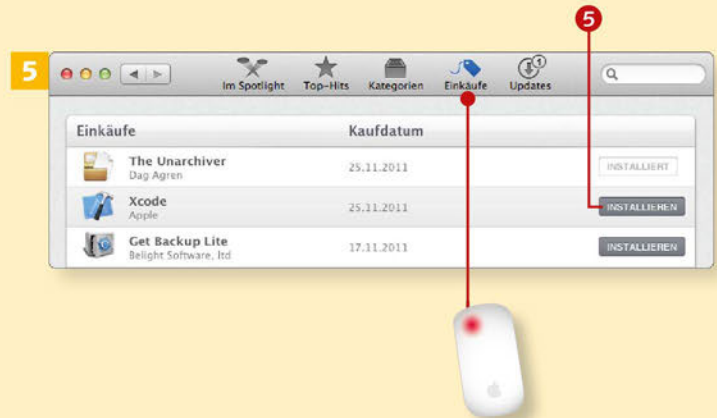 5
5
Im Spotlight Top-Hits Kategorien Einkäufe Updates
1
Einkäufe Kaufdatum
The Unarchiver
Dag Agren
25.11.2011
INSTALLIERT
Xcode
Apple
25.11.2011
INSTALLIEREN
Get Backup Lite
Belight Software, ltd
17.11.2011
INSTALLIEREN